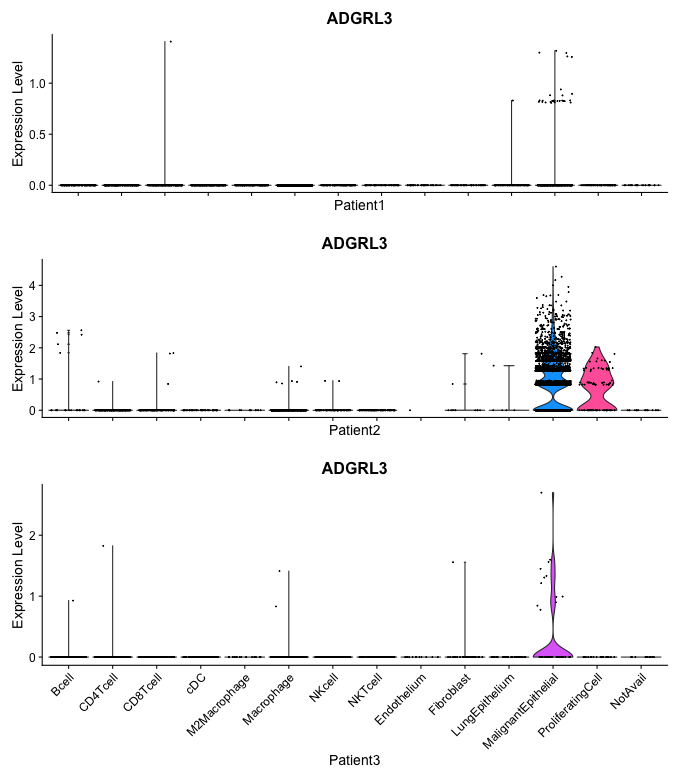 ADGRL3
Expression Level
1.0
0.5
0.0
Patient1
ADGRL3
Expression Level
4
3
2
1
0
Patient2
ADGRL3
Expression Level
2
1
0
Bcell
CD4Tcell
CD8Tcell
cDC
M2Macrophage
Macrophage
NKcell
NKTcell
Endothelium
Fibroblast
LungEpithelium
MalignantEpithelial
ProliferatingCell
NotAvail
Patient3